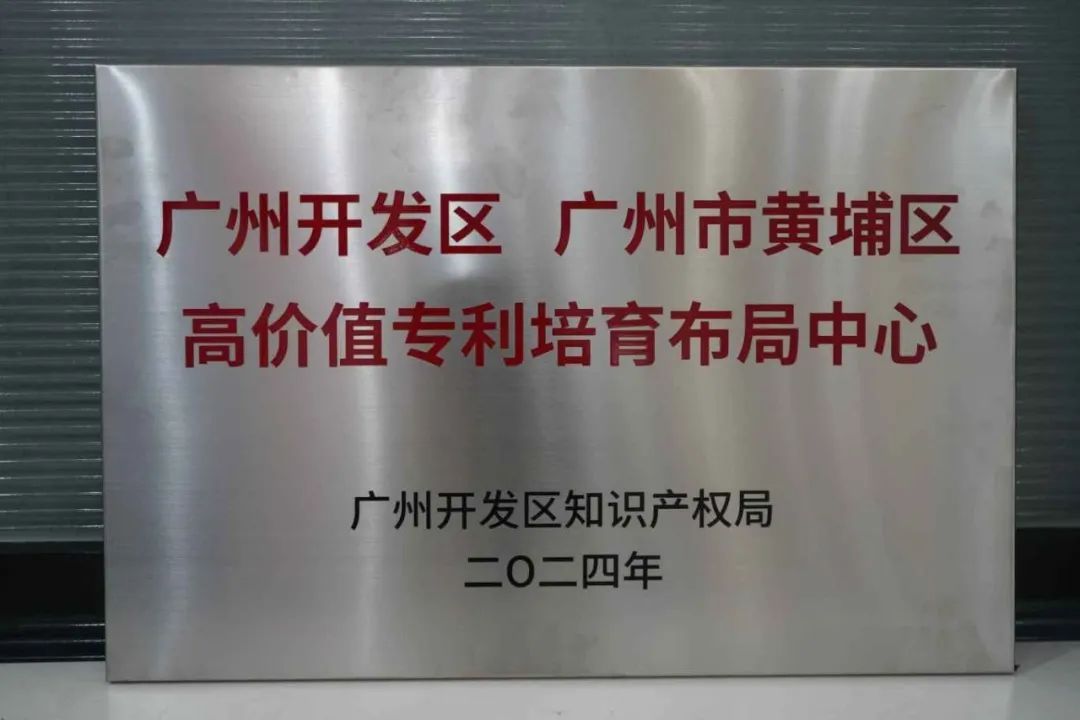 广州开发区 广州市黄埔区
高价值专利培育布局中心
广州开发区知识产权局
二O二四年